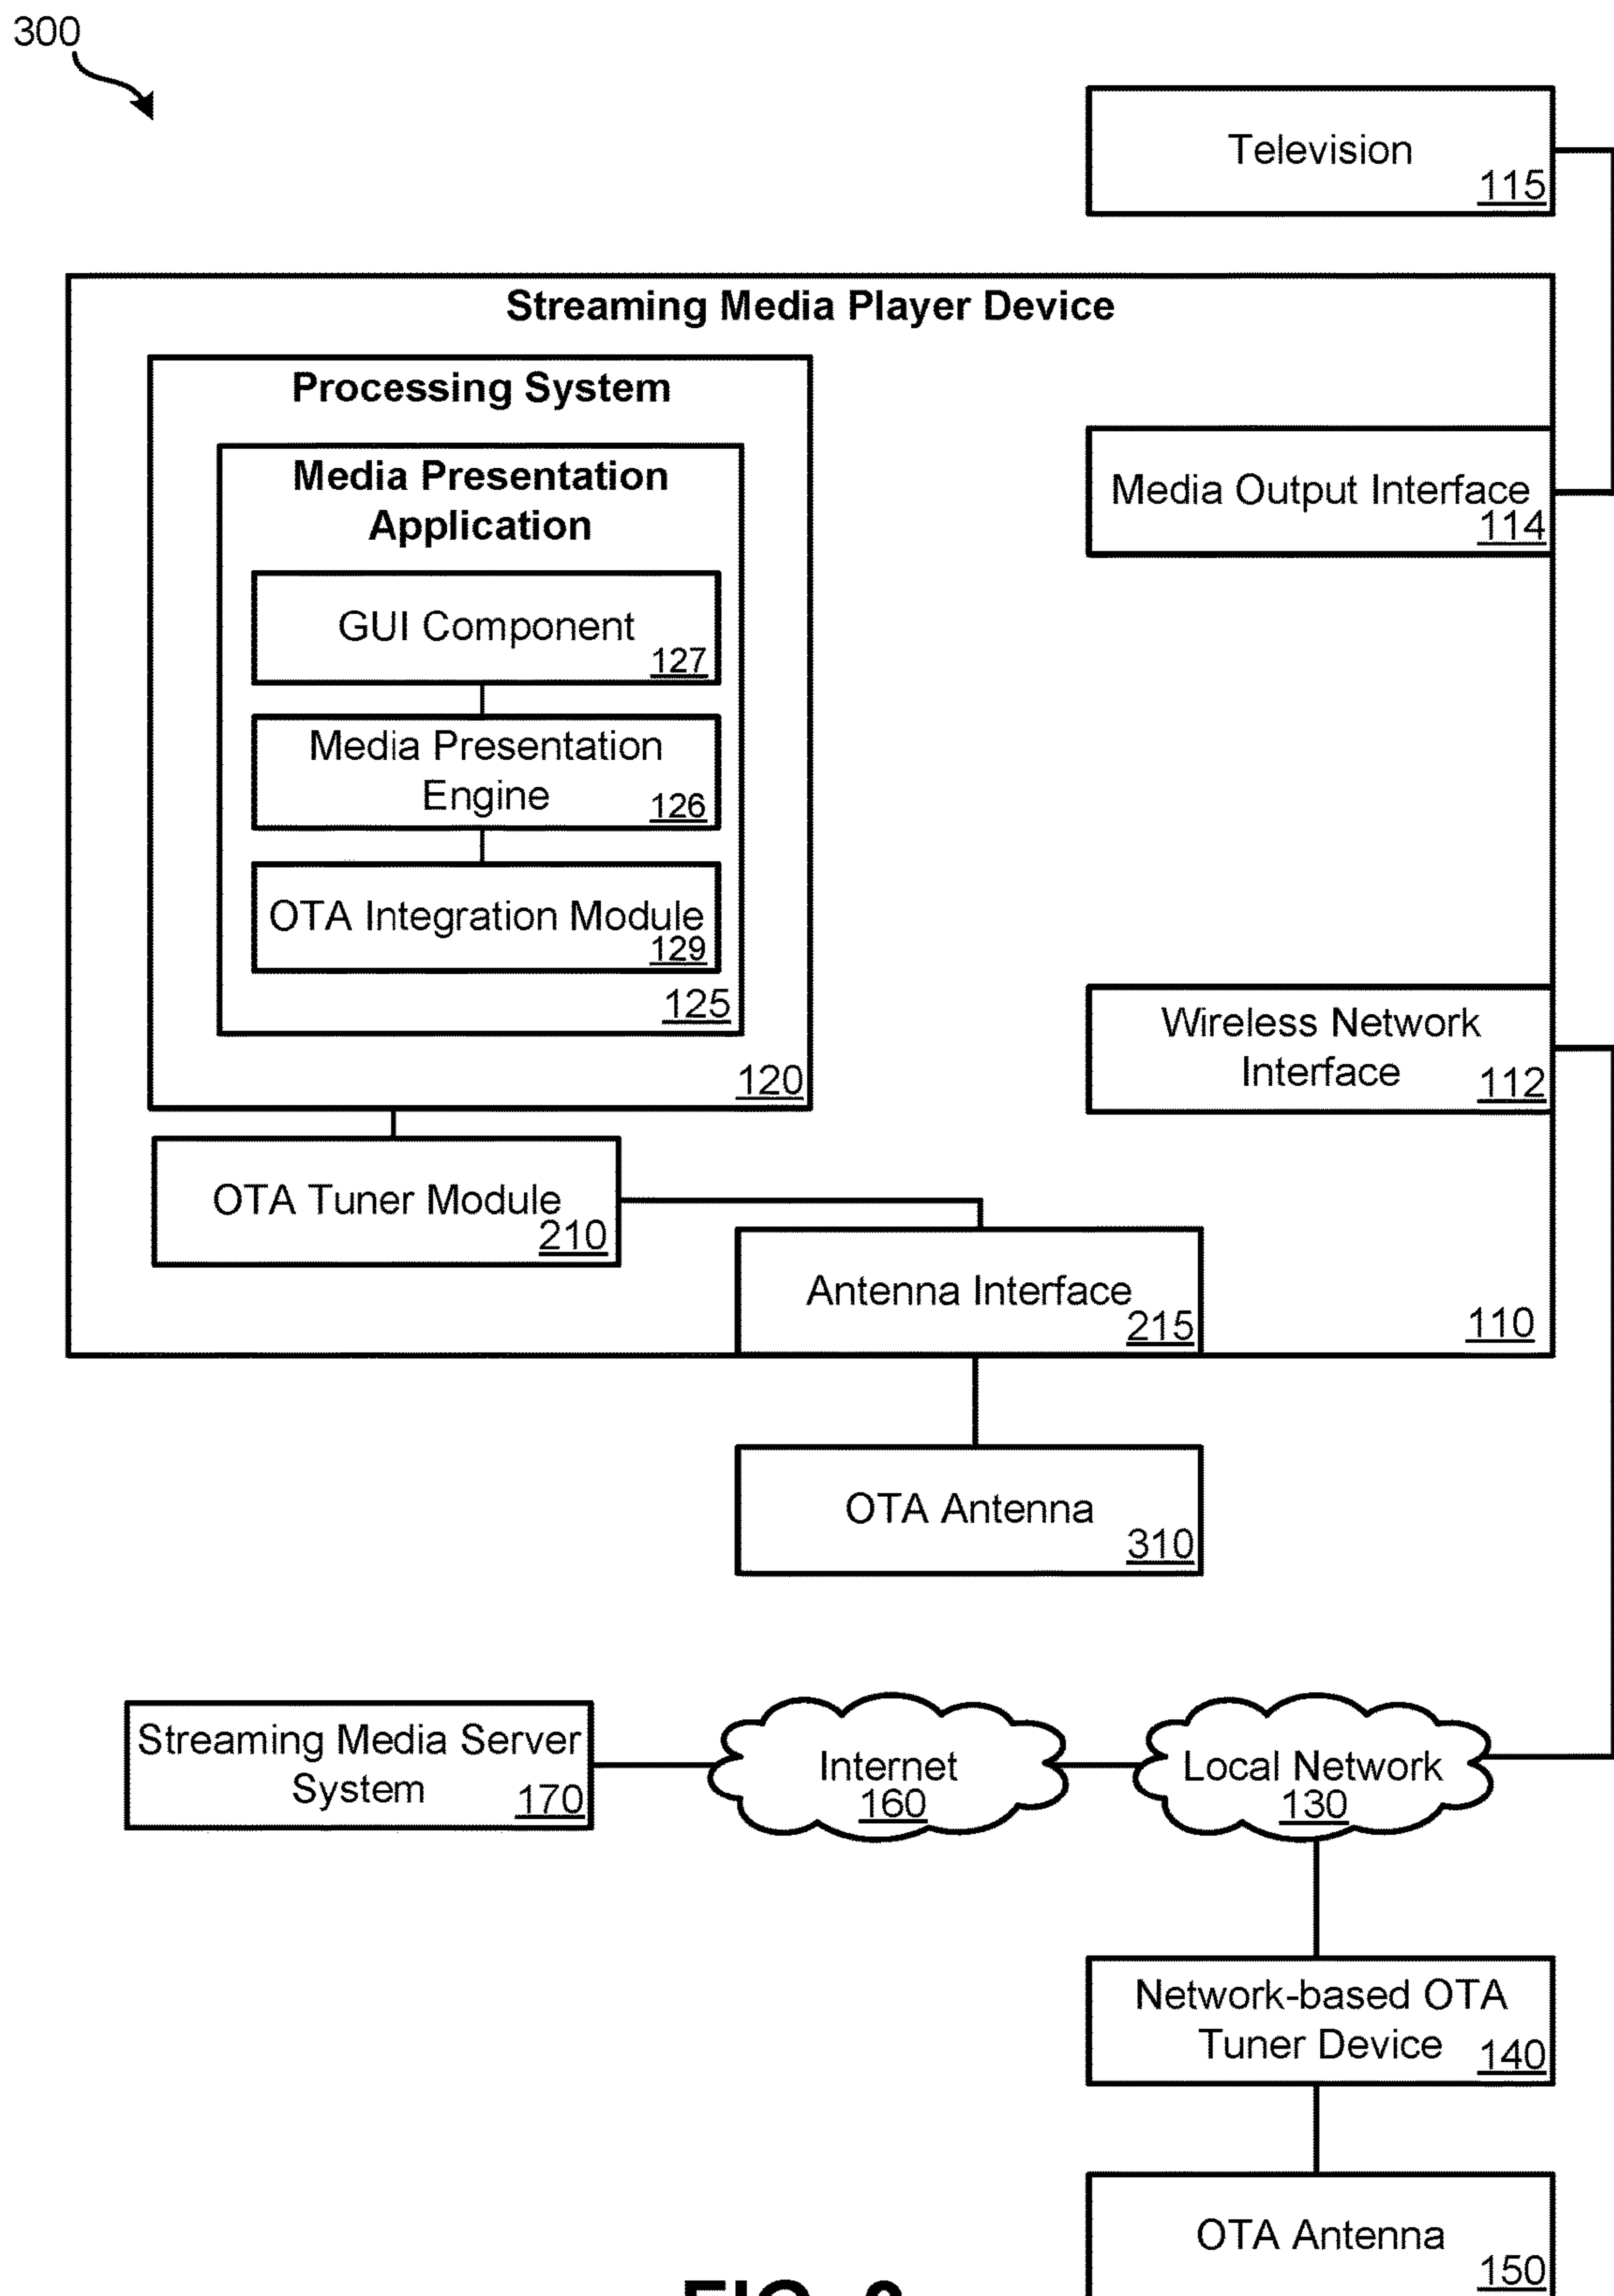 300
Television
115
Streaming Media Player Device
Processing System
Media Presentation
Application
GUI Component
127
Media Presentation
Engine
126
OTA Integration Module
129
125
120
Media Output Interface
114
Wireless Network
Interface
112
OTA Tuner Module
210
Antenna Interface
215
110
OTA Antenna
310
Streaming Media Server
System
170
Internet
160
Local Network
130
Network-based OTA
Tuner Device
140
OTA Antenna
150
FIG.